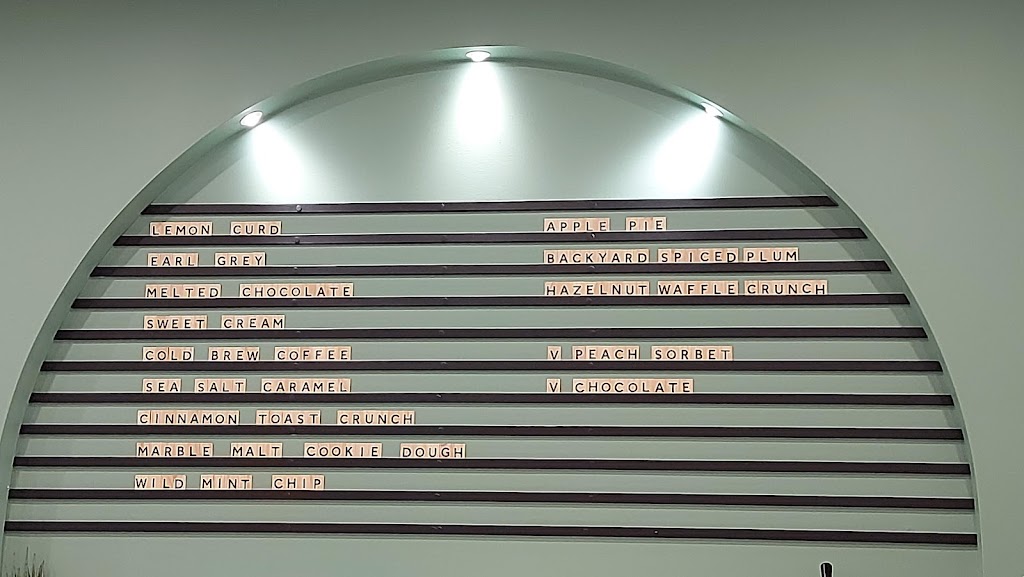 LEMON CURD
EARL GREY
MELTED CHOCOLATE
SWEET CREAM
COLD BREW COFFEE
SEA SALT CARAMEL
CINNAMON TOAST CRUNCH
MARBLE MALT COOKIE DOUGH
WILD MINT CHIP
APPLE PIE
BACKYARD SPICED PLUM
HAZELNUT WAFFLE CRUNCH
V PEACH SORBET
V CHOCOLATE